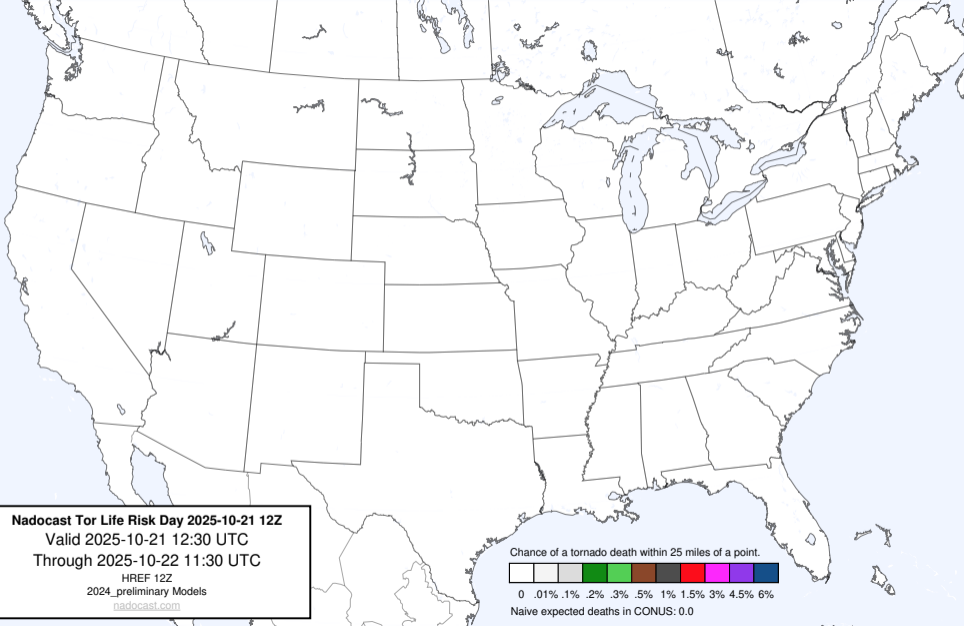 Nadocast Tor Life Risk Day 2025-10-21 12Z
Valid 2025-10-21 12:30 UTC
Through 2025-10-22 11:30 UTC
HREF 12Z
2024_preliminary Models
nadocast.com
Chance of a tornado death within 25 miles of a point.
0 .01% .1% .2% .3% .5% 1% 1.5% 3% 4.5% 6%
Naive expected deaths in CONUS: 0.0